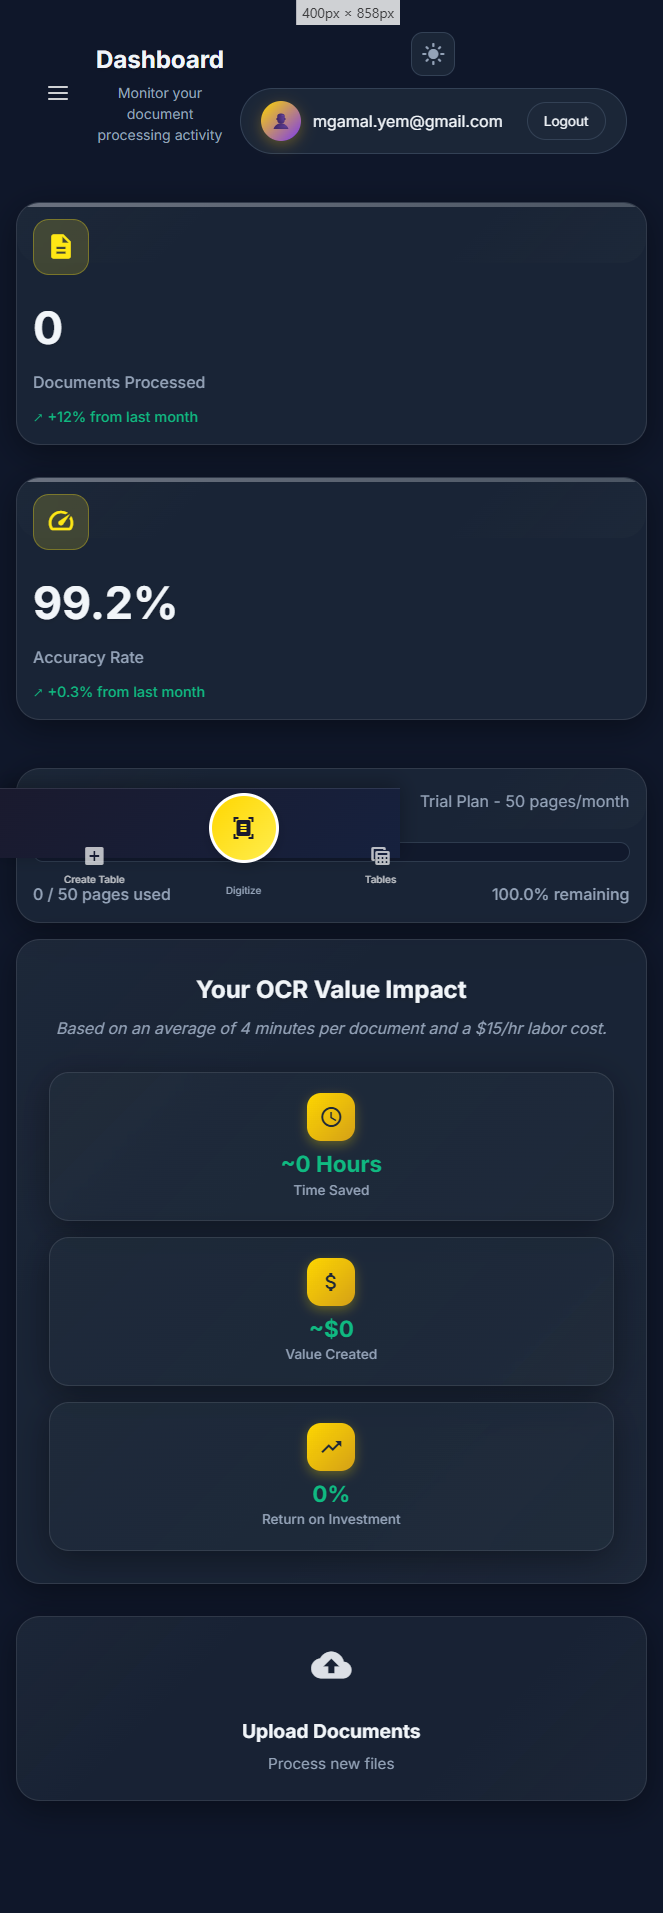 400px × 858px
Dashboard
Monitor your
document
processing activity
mgamal.yem@gmail.com
Logout
0
Documents Processed
↗ +12% from last month
99.2%
Accuracy Rate
↗ +0.3% from last month
Trial Plan - 50 pages/month
Create Table
Digitize
Tables
0 / 50 pages used
100.0% remaining
Your OCR Value Impact
Based on an average of 4 minutes per document and a $15/hr labor cost.
~0 Hours
Time Saved
~$0
Value Created
0%
Return on Investment
Upload Documents
Process new files